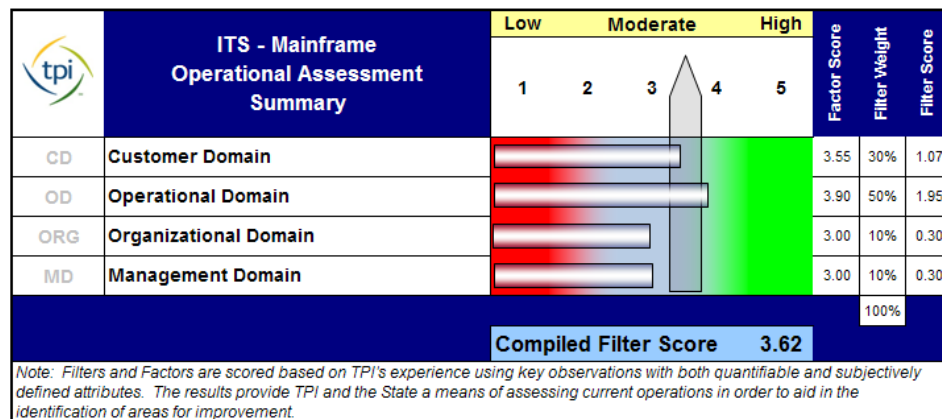 tpi
ITS - Mainframe
Operational Assessment
Summary
Low Moderate High
1 2 3 4 5
Factor Score
Filter Weight
Filter Score
CD Customer Domain 3.55 30% 1.07
OD Operational Domain 3.90 50% 1.95
ORG Organizational Domain 3.00 10% 0.30
MD Management Domain 3.00 10% 0.30
100%
Compiled Filter Score 3.62
Note: Filters and Factors are scored based on TPI's experience using key observations with both quantifiable and subjectively
defined attributes. The results provide TPI and the State a means of assessing current operations in order to aid in the
identification of areas for improvement.